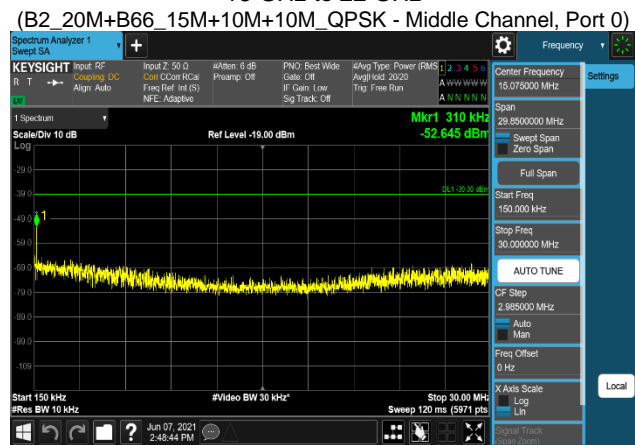 (B2_20M+B66_15M+10M+10M_QPSK - Middle Channel, Port 0)
Spectrum Analyzer 1
Swept SA
Frequency
KEYSIGHT
R T
LXI
Input: RF
Coupling: DC
Align: Auto
Input Z: 50 Ω
Corr CCorr RCal
Freq Ref: Int (S)
NFE: Adaptive
#Atten: 6 dB
Preamp: Off
PNO: Best Wide
Gate: Off
IF Gain: Low
Sig Track: Off
#Avg Type: Power (RMS
Avg|Hold: 20/20
Trig: Free Run
1 2 3 4 5 6
A W W W W W
A N N N N N
1 Spectrum
Scale/Div 10 dB
Log
Ref Level -19.00 dBm
Mkr1 310 kHz
-52.645 dBm
-29.0
-39.0
-49.0
-59.0
-69.0
-79.0
-89.0
-99.0
-109
DL1 -39.00 dBm
1
Start 150 kHz
#Res BW 10 kHz
#Video BW 30 kHz*
Stop 30.00 MHz
Sweep 120 ms (5971 pts
Center Frequency
15.075000 MHz
Settings
Span
29.8500000 MHz
Swept Span
Zero Span
Full Span
Start Freq
150.000 kHz
Stop Freq
30.000000 MHz
AUTO TUNE
CF Step
2.985000 MHz
Auto
Man
Freq Offset
0 Hz
X Axis Scale
Log
Lin
Local
Signal Track
(Span Zoom)
Jun 07, 2021
2:48:44 PM